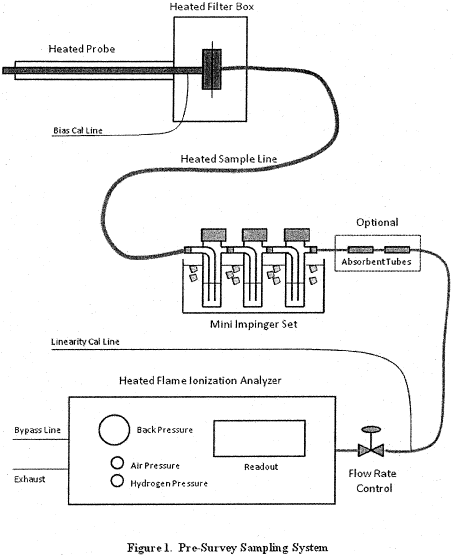 Heated Filter Box
Heated Probe
Bias Cal Line
Heated Sample Line
Optional
Absorbent Tubes
Mini Impinger Set
Linearity Cal Line
Heated Flame Ionization Analyzer
Bypass Line
Back Pressure
Air Pressure
Readout
Exhaust
Hydrogen Pressure
Flow Rate
Control
Figure 1. Pre-Survey Sampling System